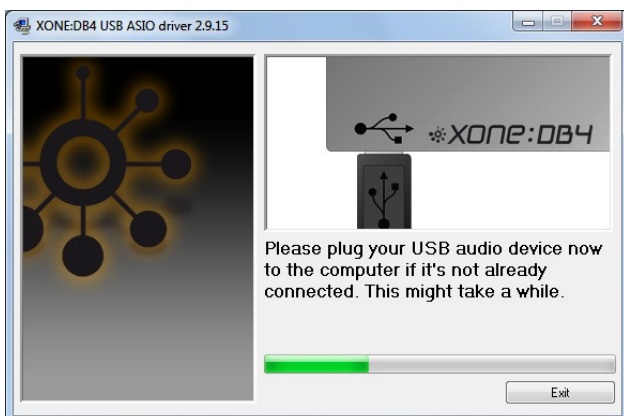 XONE:DB4 USB ASIO driver 2.9.15
XONE:DB4
Please plug your USB audio device now
to the computer if it's not already
connected. This might take a while.
Exit